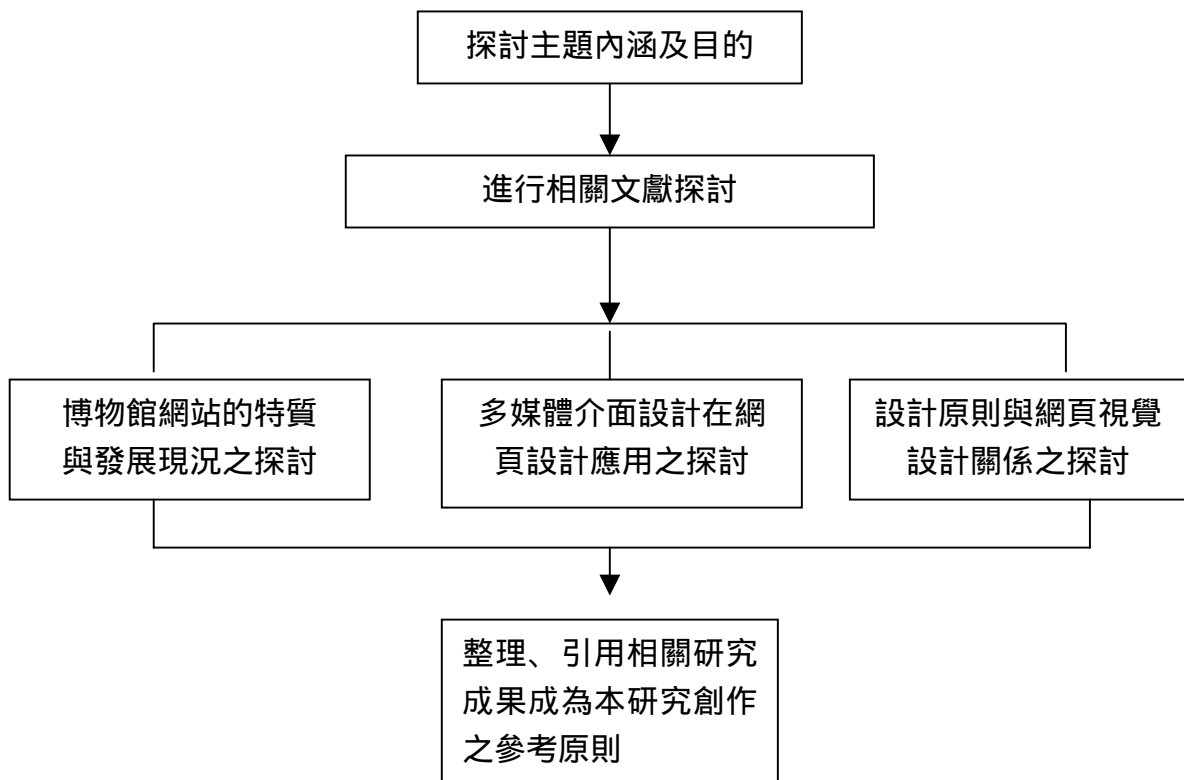 探討主題內涵及目的
進行相關文獻探討
博物館網站的特質
與發展現況之探討
多媒體介面設計在網
頁設計應用之探討
設計原則與網頁視覺
設計關係之探討
整理、引用相關研究
成果成為本研究創作
之參考原則